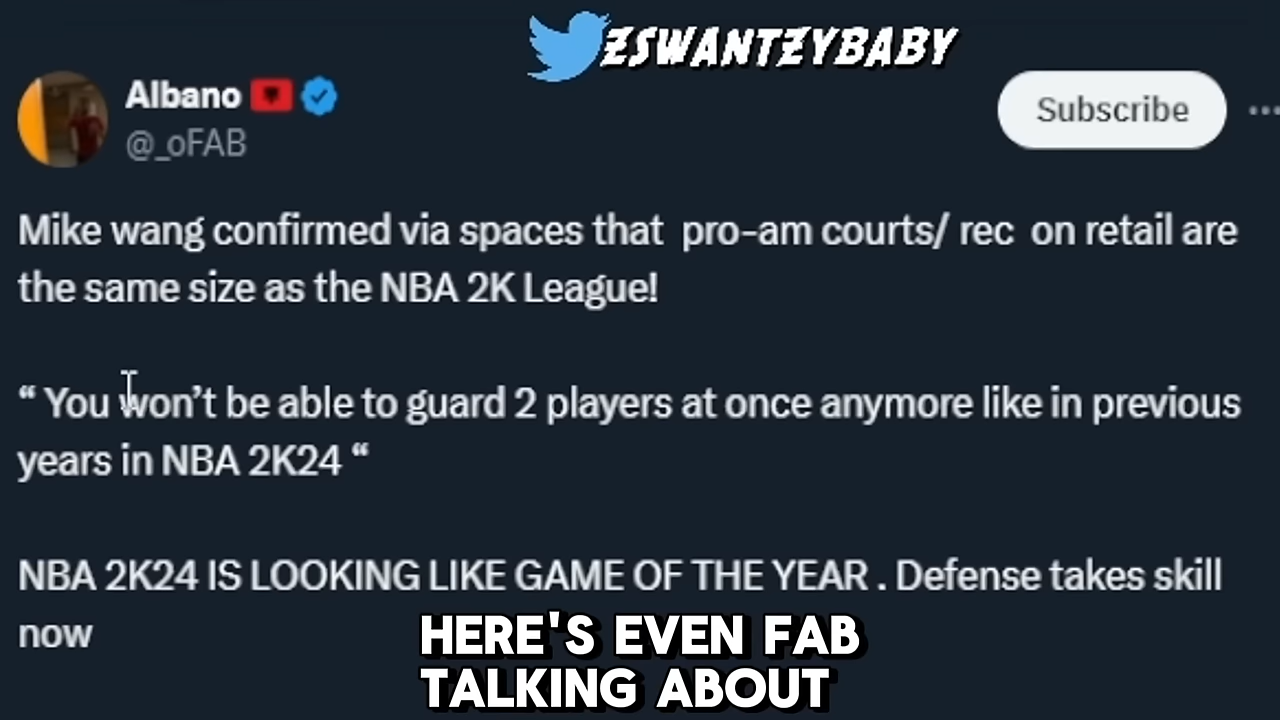 ZSWANTZYBABY
Albano
@_oFAB
Subscribe
Mike wang confirmed via spaces that pro-am courts/ rec on retail are
the same size as the NBA 2K League!
“ You won’t be able to guard 2 players at once anymore like in previous
years in NBA 2K24 “
NBA 2K24 IS LOOKING LIKE GAME OF THE YEAR . Defense takes skill
now
HERE'S EVEN FAB
TALKING ABOUT